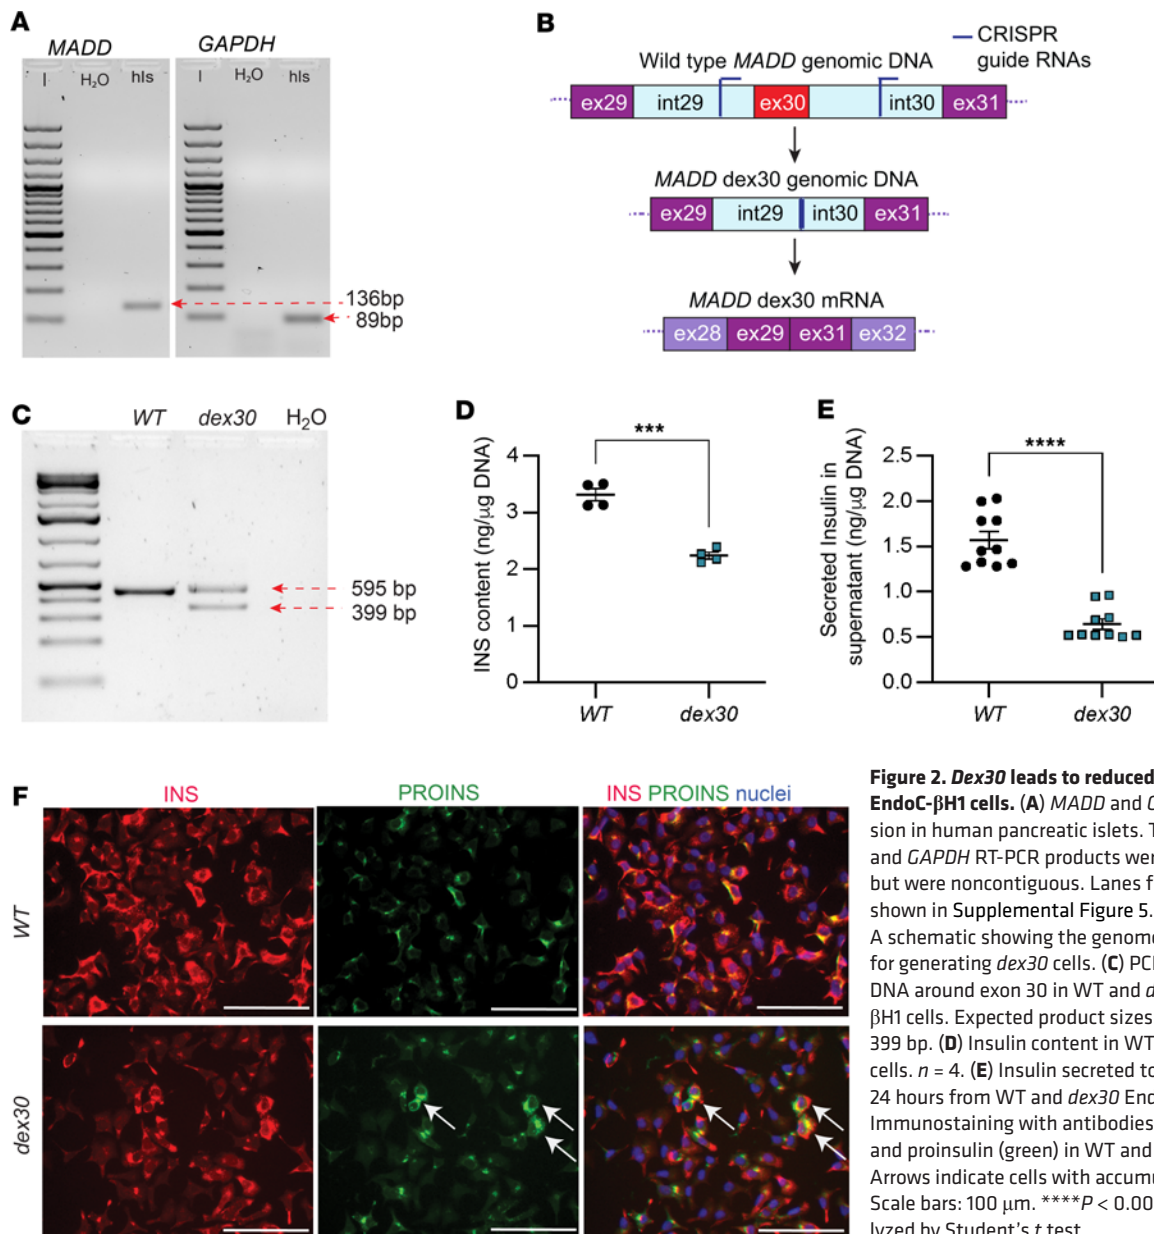 A
MADD
GAPDH
l
H₂O
hIs
l
H₂O
hIs
136bp
89bp
B
CRISPR
guide RNAs
Wild type MADD genomic DNA
ex29
int29
ex30
int30
ex31
MADD dex30 genomic DNA
ex29
int29
int30
ex31
MADD dex30 mRNA
ex28
ex29
ex31
ex32
C
WT
dex30
H₂O
595 bp
399 bp
D
INS content (ng/μg DNA)
4
3
2
0
***
WT
dex30
E
Secreted Insulin in
supernatant (ng/μg DNA)
2.5
2.0
1.5
1.0
0.5
0
****
WT
dex30
F
INS
PROINS
INS PROINS nuclei
WT
dex30
Figure 2. Dex30 leads to reduced
EndoC-βH1 cells. (A) MADD and
sion in human pancreatic islets. T
and GAPDH RT-PCR products were
but were noncontiguous. Lanes f
shown in Supplemental Figure 5.
A schematic showing the genom
for generating dex30 cells. (C) PC
DNA around exon 30 in WT and d
βH1 cells. Expected product sizes
399 bp. (D) Insulin content in WT
cells. n = 4. (E) Insulin secreted to
24 hours from WT and dex30 End
Immunostaining with antibodies
and proinsulin (green) in WT and
Arrows indicate cells with accum
Scale bars: 100 μm. ****P < 0.00
lyzed by Student's t test.